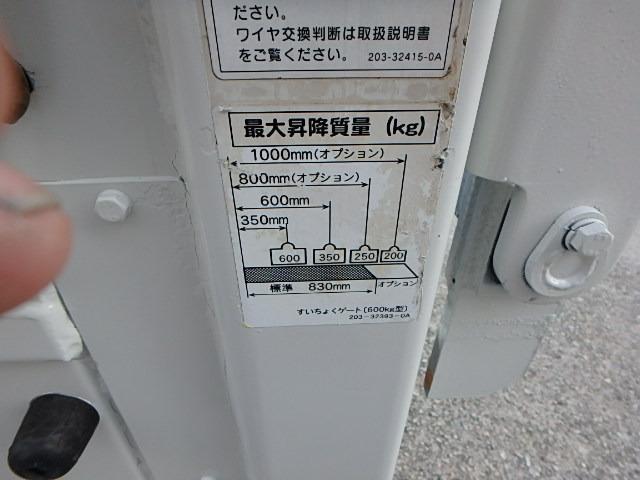 ださい。
ワイヤ交換判断は取扱説明書
をご覧ください。 203-32415-0A
最大昇降質量 (kg)
1000mm(オプション)
800mm(オプション)
600mm
350mm
600 350 250 200
標準 830mm オプション
すいちょくゲート〔600kg型〕
203-32383-0A